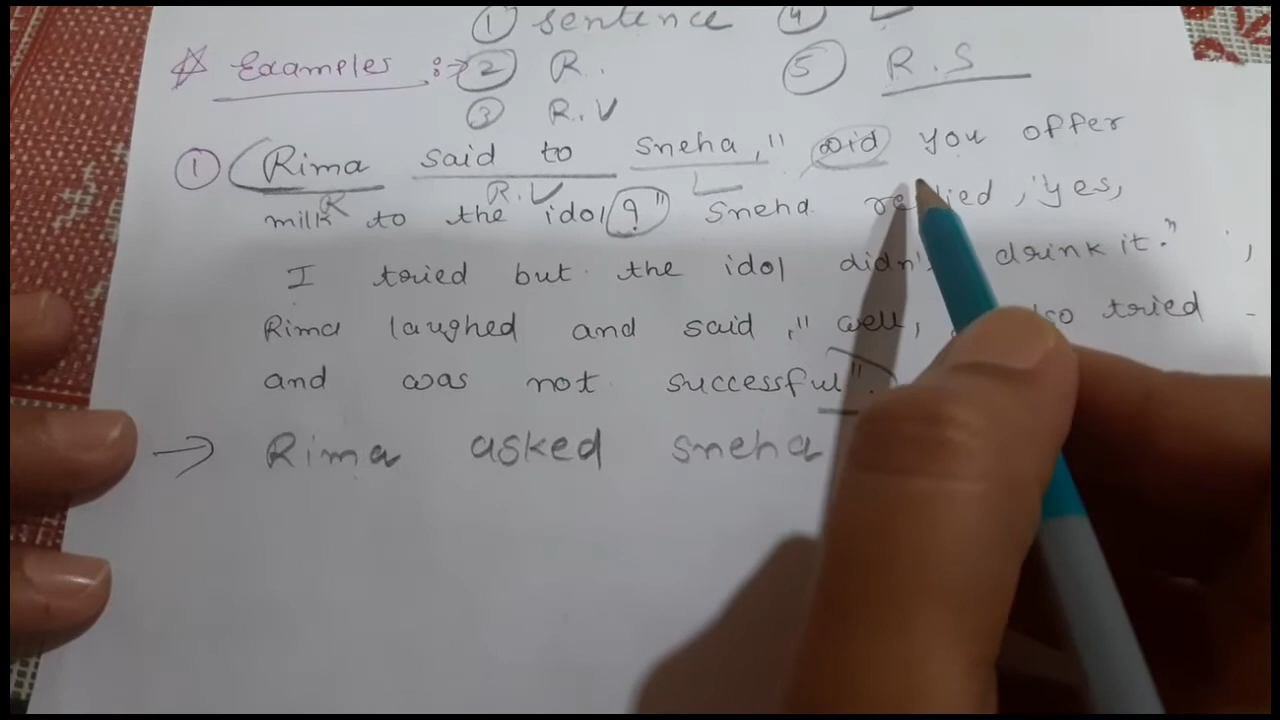 ① sentence ④ L
☆ Examples :→ ② R. ⑤ R.S
③ R.V
① Rima said to Sneha," Did you offer
R R.V L
milk to the idol?" Sneha replied, "Yes,
I tried but the idol didn't drink it."
Rima laughed and said," well, also tried
and was not successful".
→ Rima asked Sneha